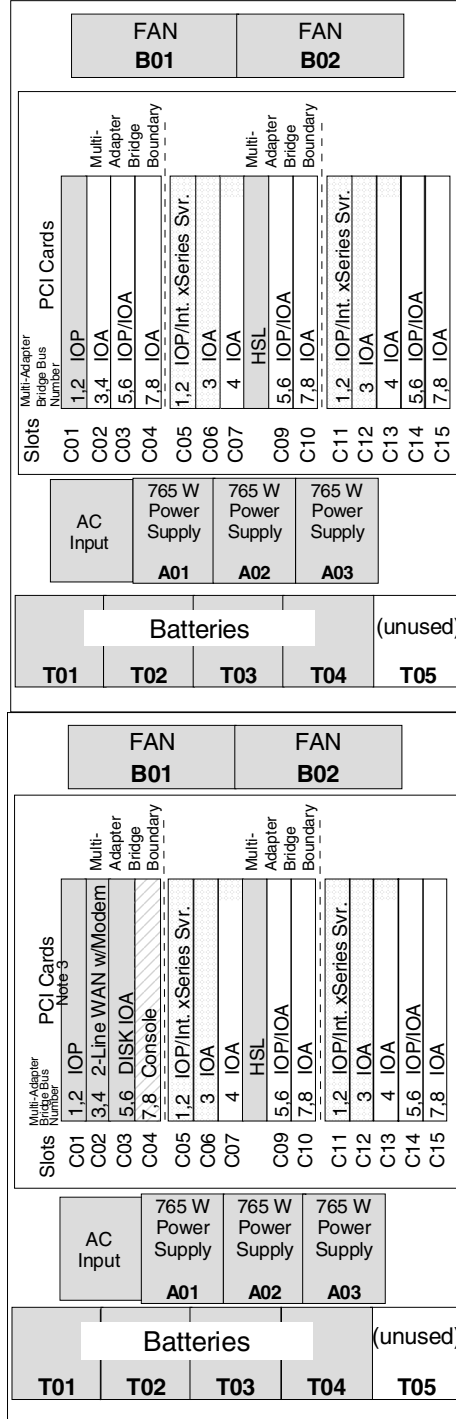 FAN
B01
FAN
B02
Multi-
Adapter
Bridge
Boundary
Multi-
Adapter
Bridge
Boundary
PCI Cards
Multi-Adapter
Bridge Bus
Number
Slots
C01 1,2 IOP
C02 3,4 IOA
C03 5,6 IOP/IOA
C04 7,8 IOA
C05 1,2 IOP/Int. xSeries Svr.
C06 3 IOA
C07 4 IOA
HSL
C09 5,6 IOP/IOA
C10 7,8 IOA
C11 1,2 IOP/Int. xSeries Svr.
C12 3 IOA
C13 4 IOA
C14 5,6 IOP/IOA
C15 7,8 IOA
AC
Input
765 W
Power
Supply
A01
765 W
Power
Supply
A02
765 W
Power
Supply
A03
Batteries
(unused)
T01 T02 T03 T04 T05
FAN
B01
FAN
B02
Multi-
Adapter
Bridge
Boundary
Multi-
Adapter
Bridge
Boundary
PCI Cards
Note 3
Multi-Adapter
Bridge Bus
Number
Slots
C01 1,2 IOP
C02 3,4 2-Line WAN w/Modem
C03 5,6 DISK IOA
C04 7,8 Console
C05 1,2 IOP/Int. xSeries Svr.
C06 3 IOA
C07 4 IOA
HSL
C09 5,6 IOP/IOA
C10 7,8 IOA
C11 1,2 IOP/Int. xSeries Svr.
C12 3 IOA
C13 4 IOA
C14 5,6 IOP/IOA
C15 7,8 IOA
AC
Input
765 W
Power
Supply
A01
765 W
Power
Supply
A02
765 W
Power
Supply
A03
Batteries
(unused)
T01 T02 T03 T04 T05